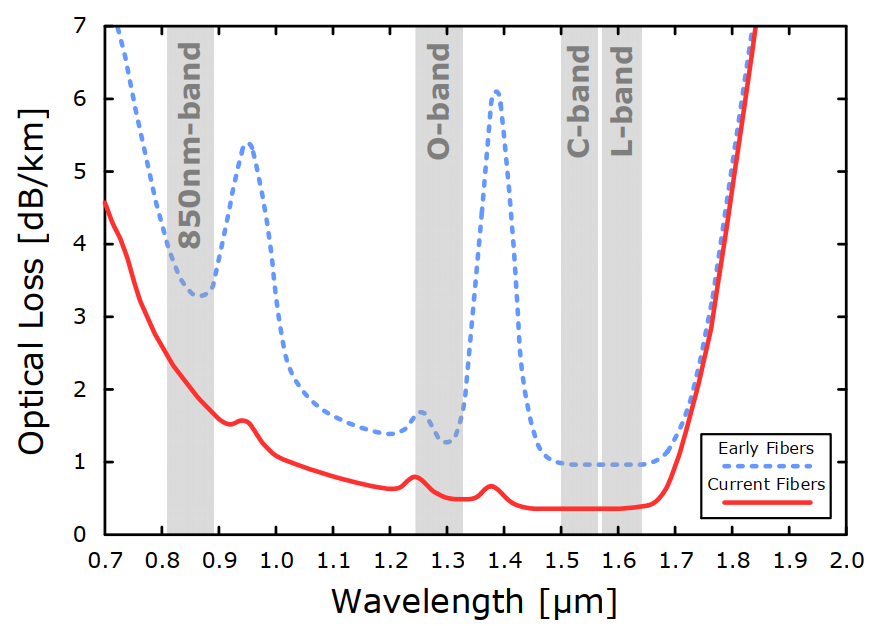 7
6
5
4
3
2
1
0
Optical Loss [dB/km]
850nm-band
O-band
C-band
L-band
Early Fibers
Current Fibers
0.7 0.8 0.9 1.0 1.1 1.2 1.3 1.4 1.5 1.6 1.7 1.8 1.9 2.0
Wavelength [μm]